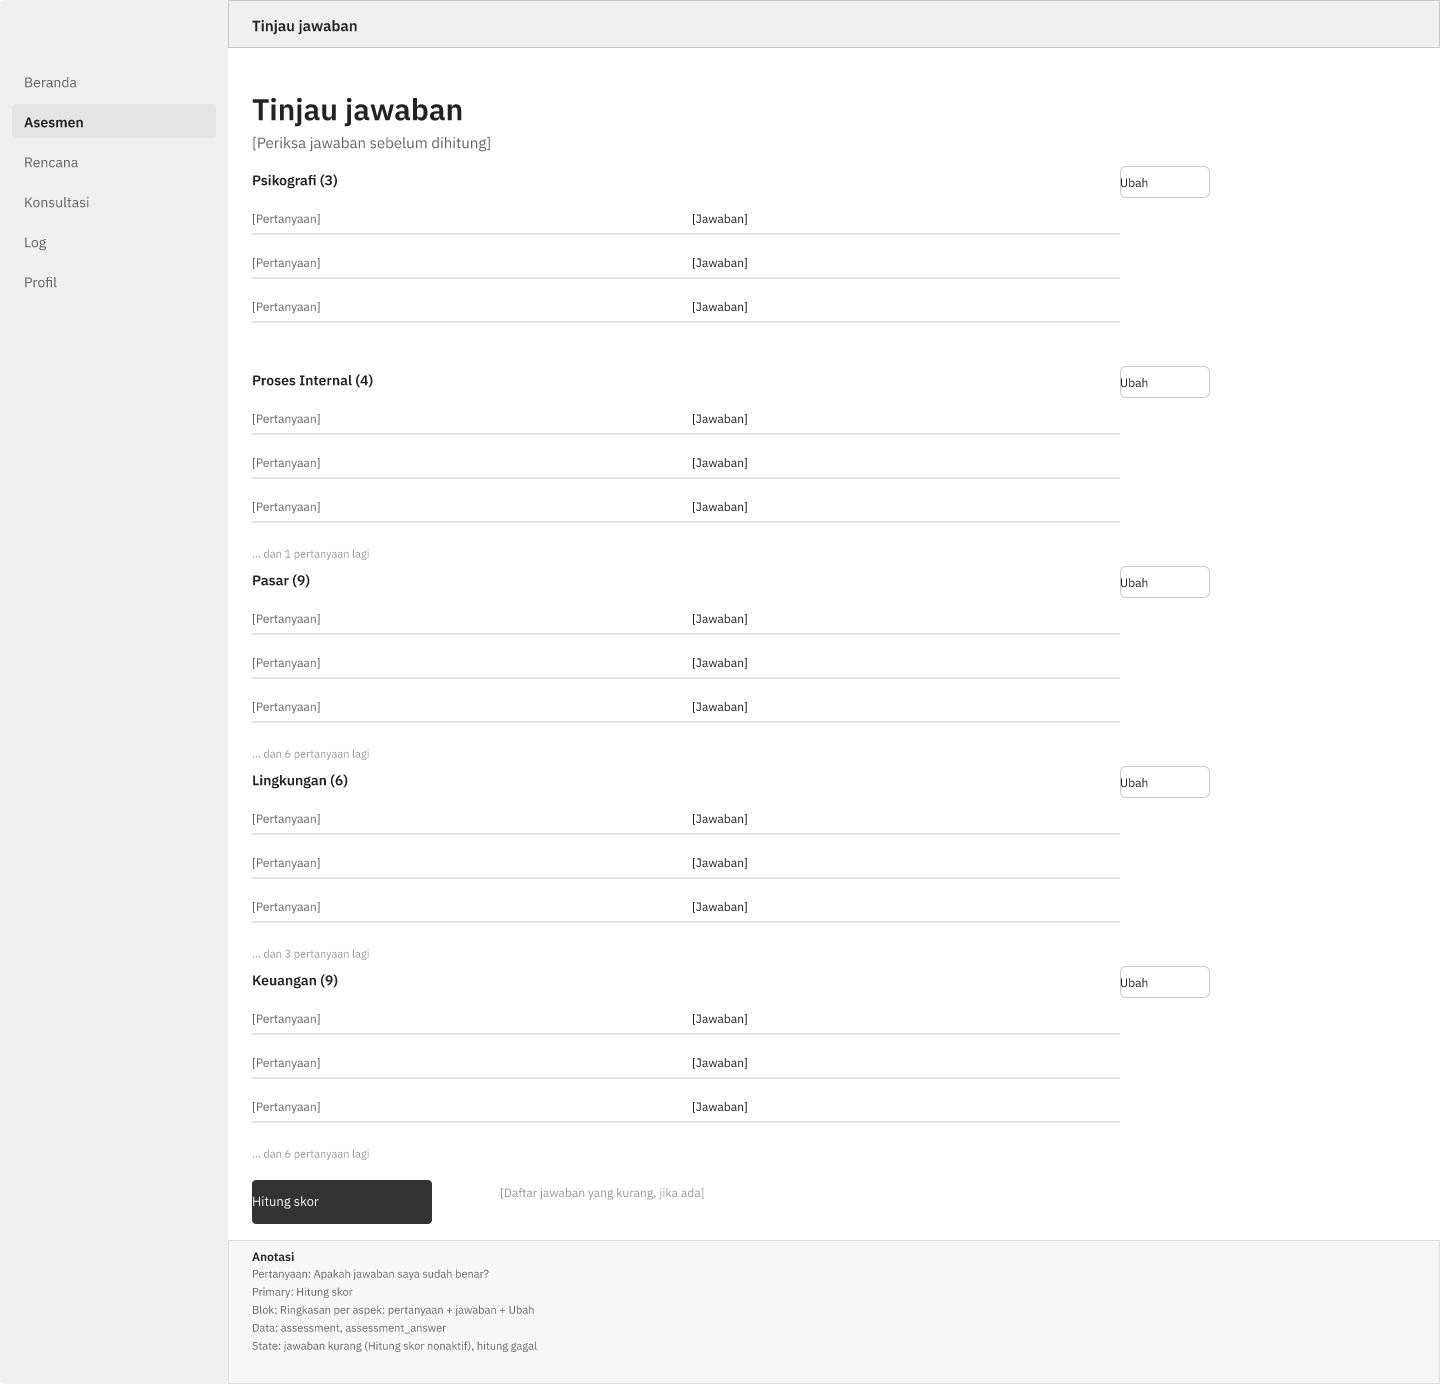 Tinjau jawaban
Beranda
Asesmen
Rencana
Konsultasi
Log
Profil
Tinjau jawaban
[Periksa jawaban sebelum dihitung]
Psikografi (3)
Ubah
[Pertanyaan] [Jawaban]
[Pertanyaan] [Jawaban]
[Pertanyaan] [Jawaban]
Proses Internal (4)
Ubah
[Pertanyaan] [Jawaban]
[Pertanyaan] [Jawaban]
[Pertanyaan] [Jawaban]
... dan 1 pertanyaan lagi
Pasar (9)
Ubah
[Pertanyaan] [Jawaban]
[Pertanyaan] [Jawaban]
[Pertanyaan] [Jawaban]
... dan 6 pertanyaan lagi
Lingkungan (6)
Ubah
[Pertanyaan] [Jawaban]
[Pertanyaan] [Jawaban]
[Pertanyaan] [Jawaban]
... dan 3 pertanyaan lagi
Keuangan (9)
Ubah
[Pertanyaan] [Jawaban]
[Pertanyaan] [Jawaban]
[Pertanyaan] [Jawaban]
... dan 6 pertanyaan lagi
Hitung skor
[Daftar jawaban yang kurang, jika ada]
Anotasi
Pertanyaan: Apakah jawaban saya sudah benar?
Primary: Hitung skor
Blok: Ringkasan per aspek: pertanyaan + jawaban + Ubah
Data: assessment, assessment_answer
State: jawaban kurang (Hitung skor nonaktif), hitung gagal